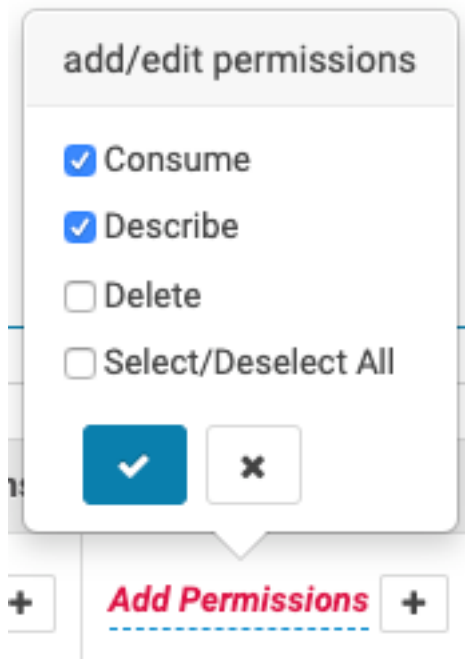 add/edit permissions
Consume
Describe
Delete
Select/Deselect All
Add Permissions